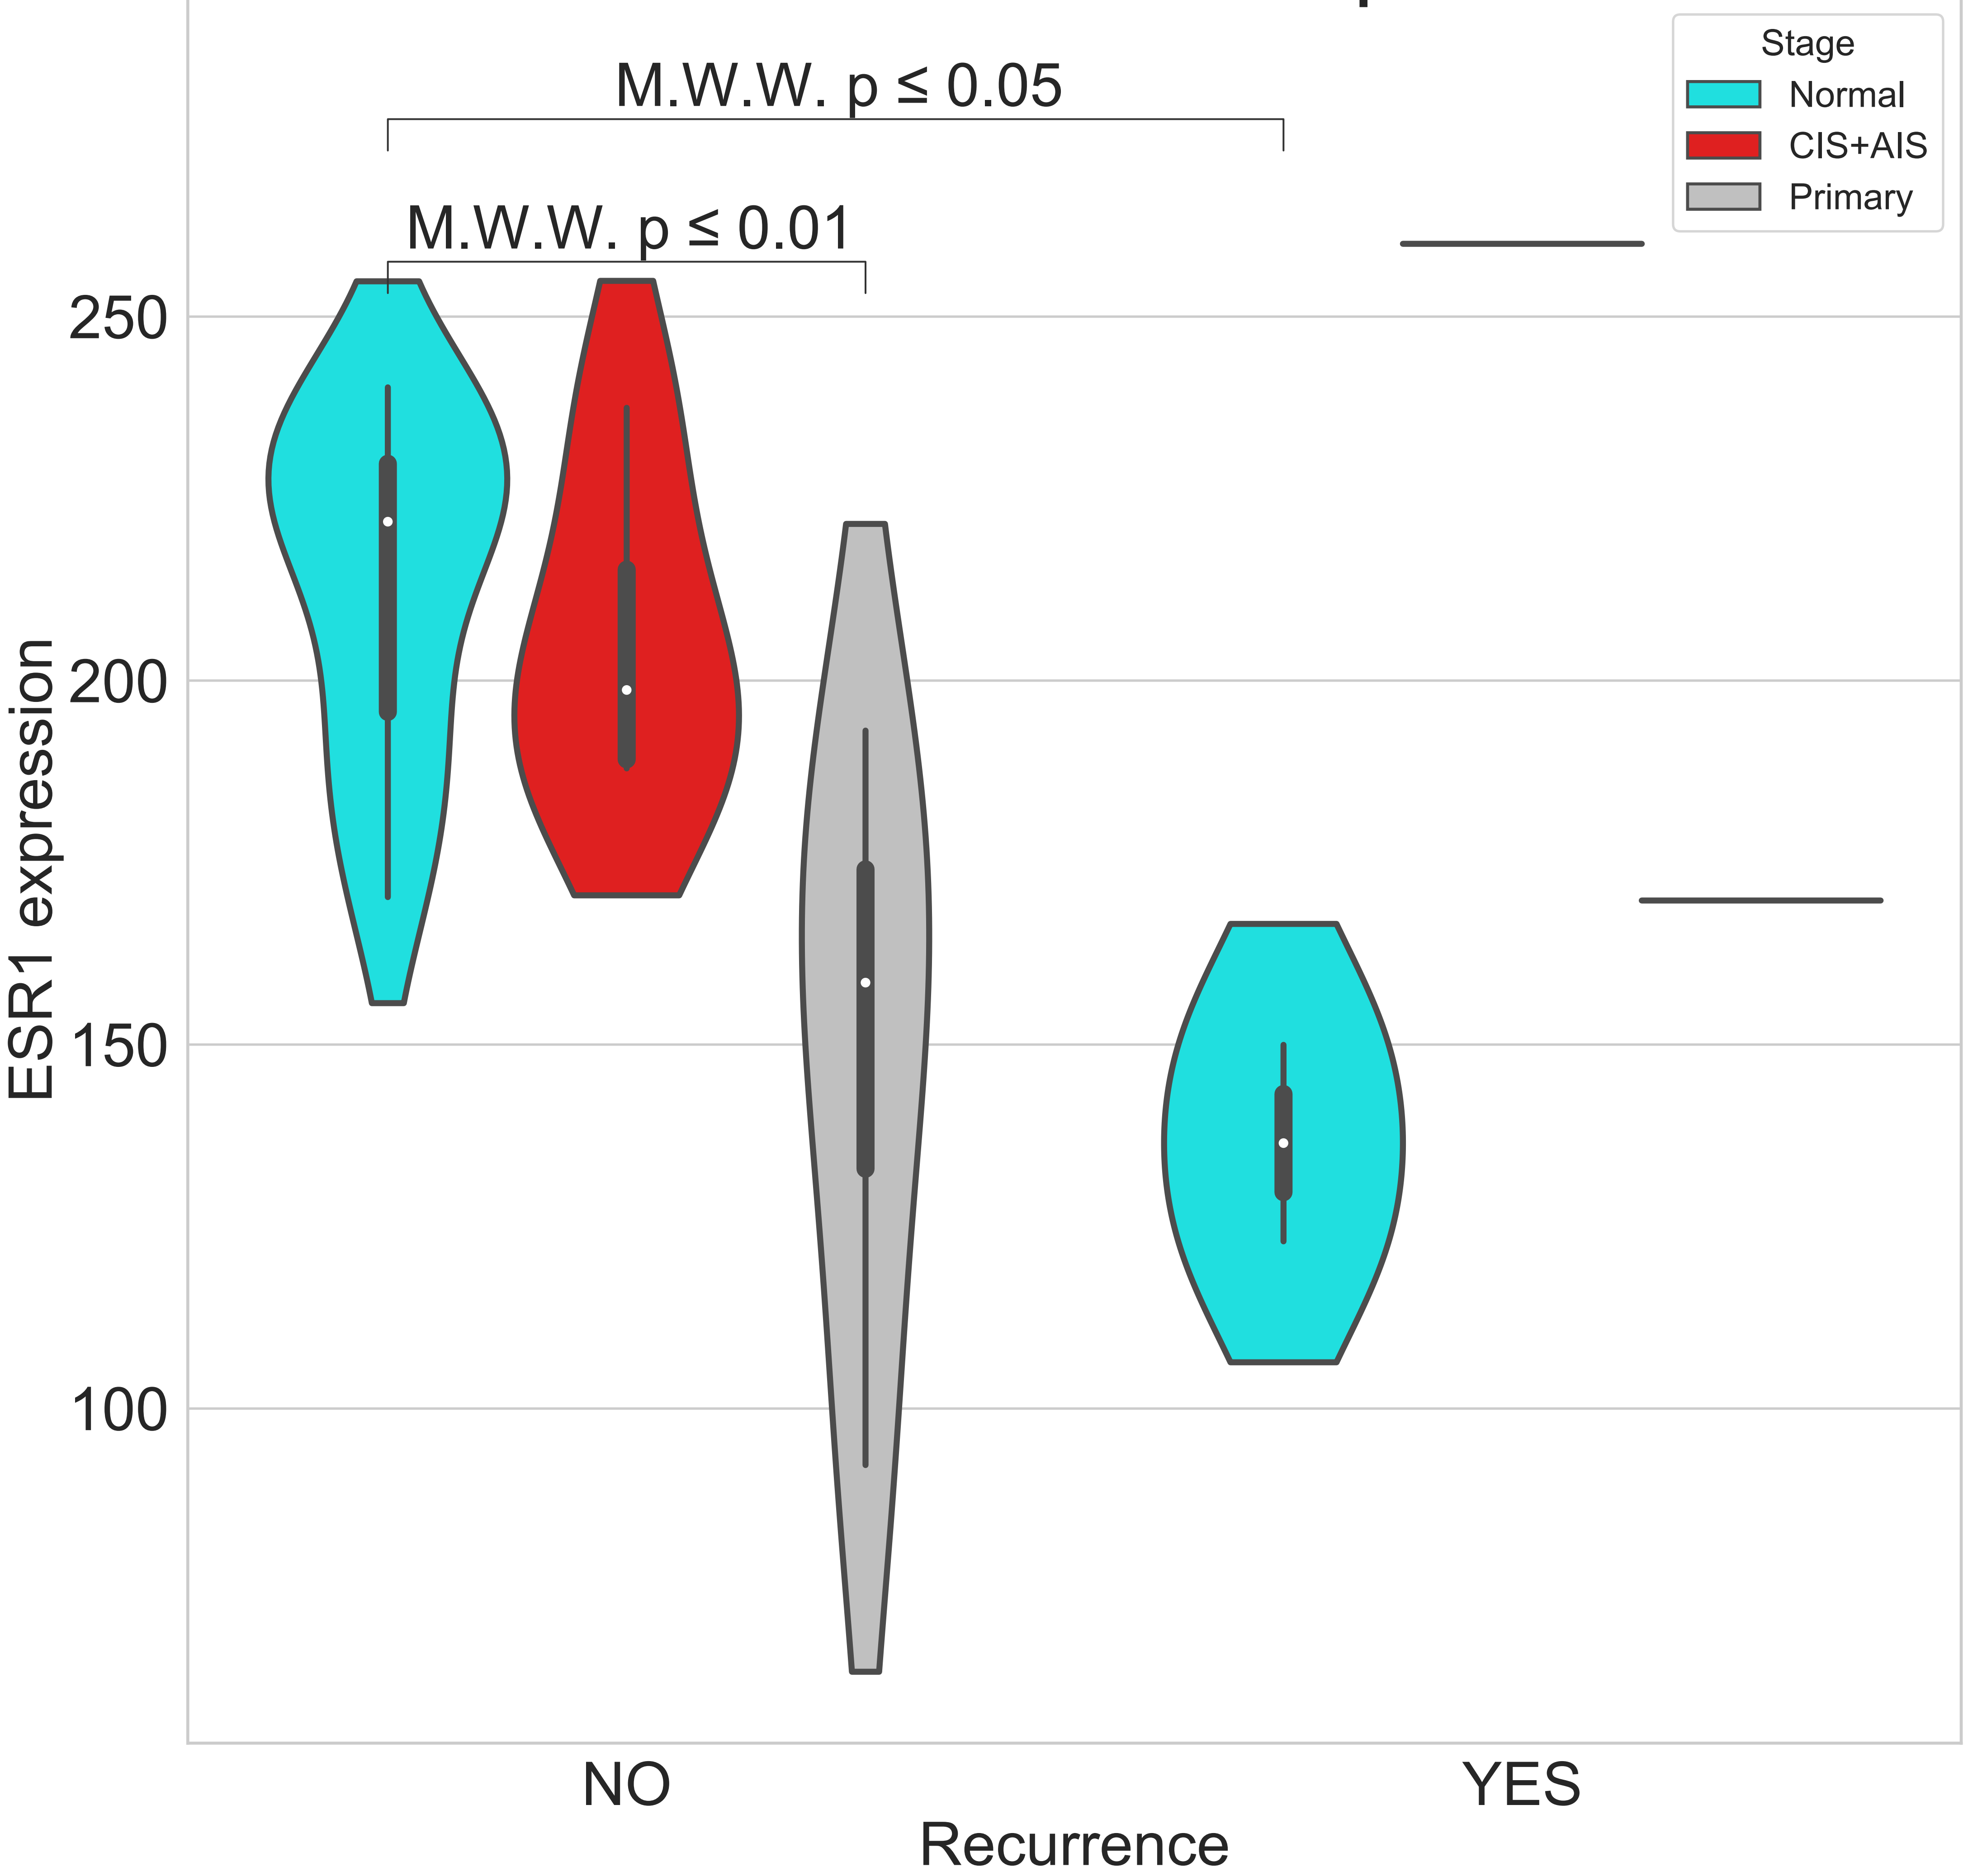 M.W.W. p ≤ 0.05
M.W.W. p ≤ 0.01
Stage
Normal
CIS+AIS
Primary
ESR1 expression
250
200
150
100
NO
YES
Recurrence